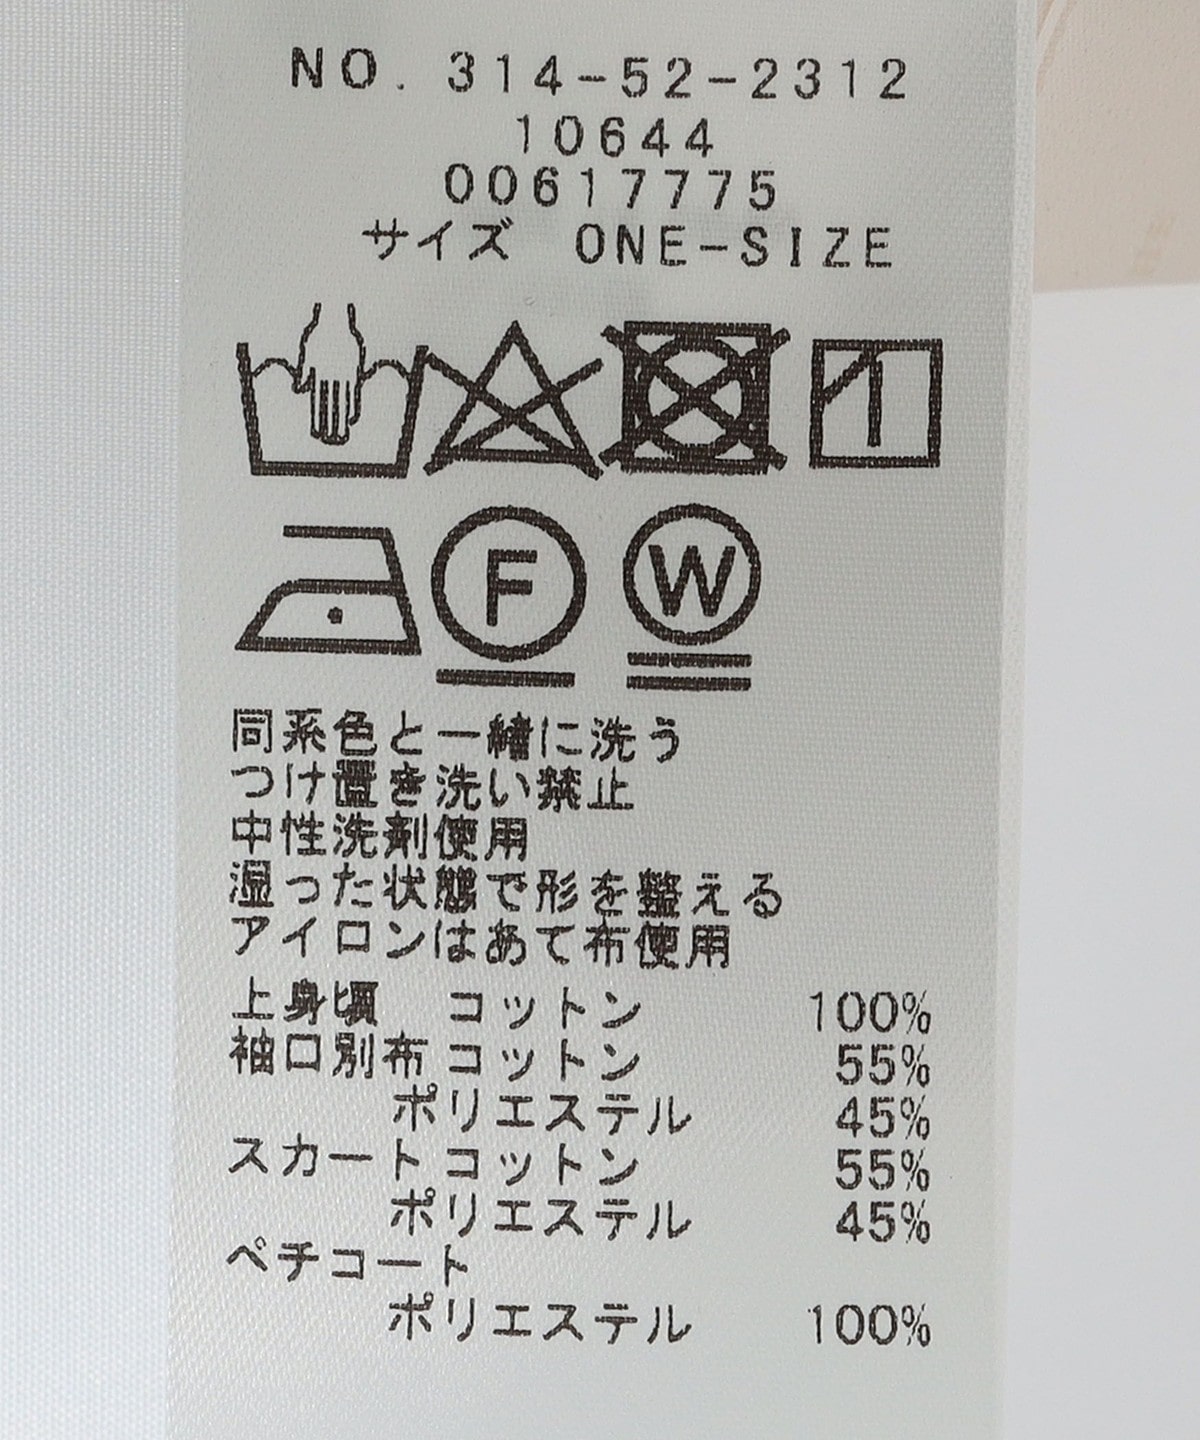 NO. 314-52-2312
10644
00617775
サイズ ONE-SIZE
F W
同系色と一緒に洗う
つけ置き洗い禁止
中性洗剤使用
湿った状態で形を整える
アイロンはあて布使用
上身頃 コットン 100%
袖口別布 コットン 55%
ポリエステル 45%
スカート コットン 55%
ポリエステル 45%
ペチコート
ポリエステル 100%